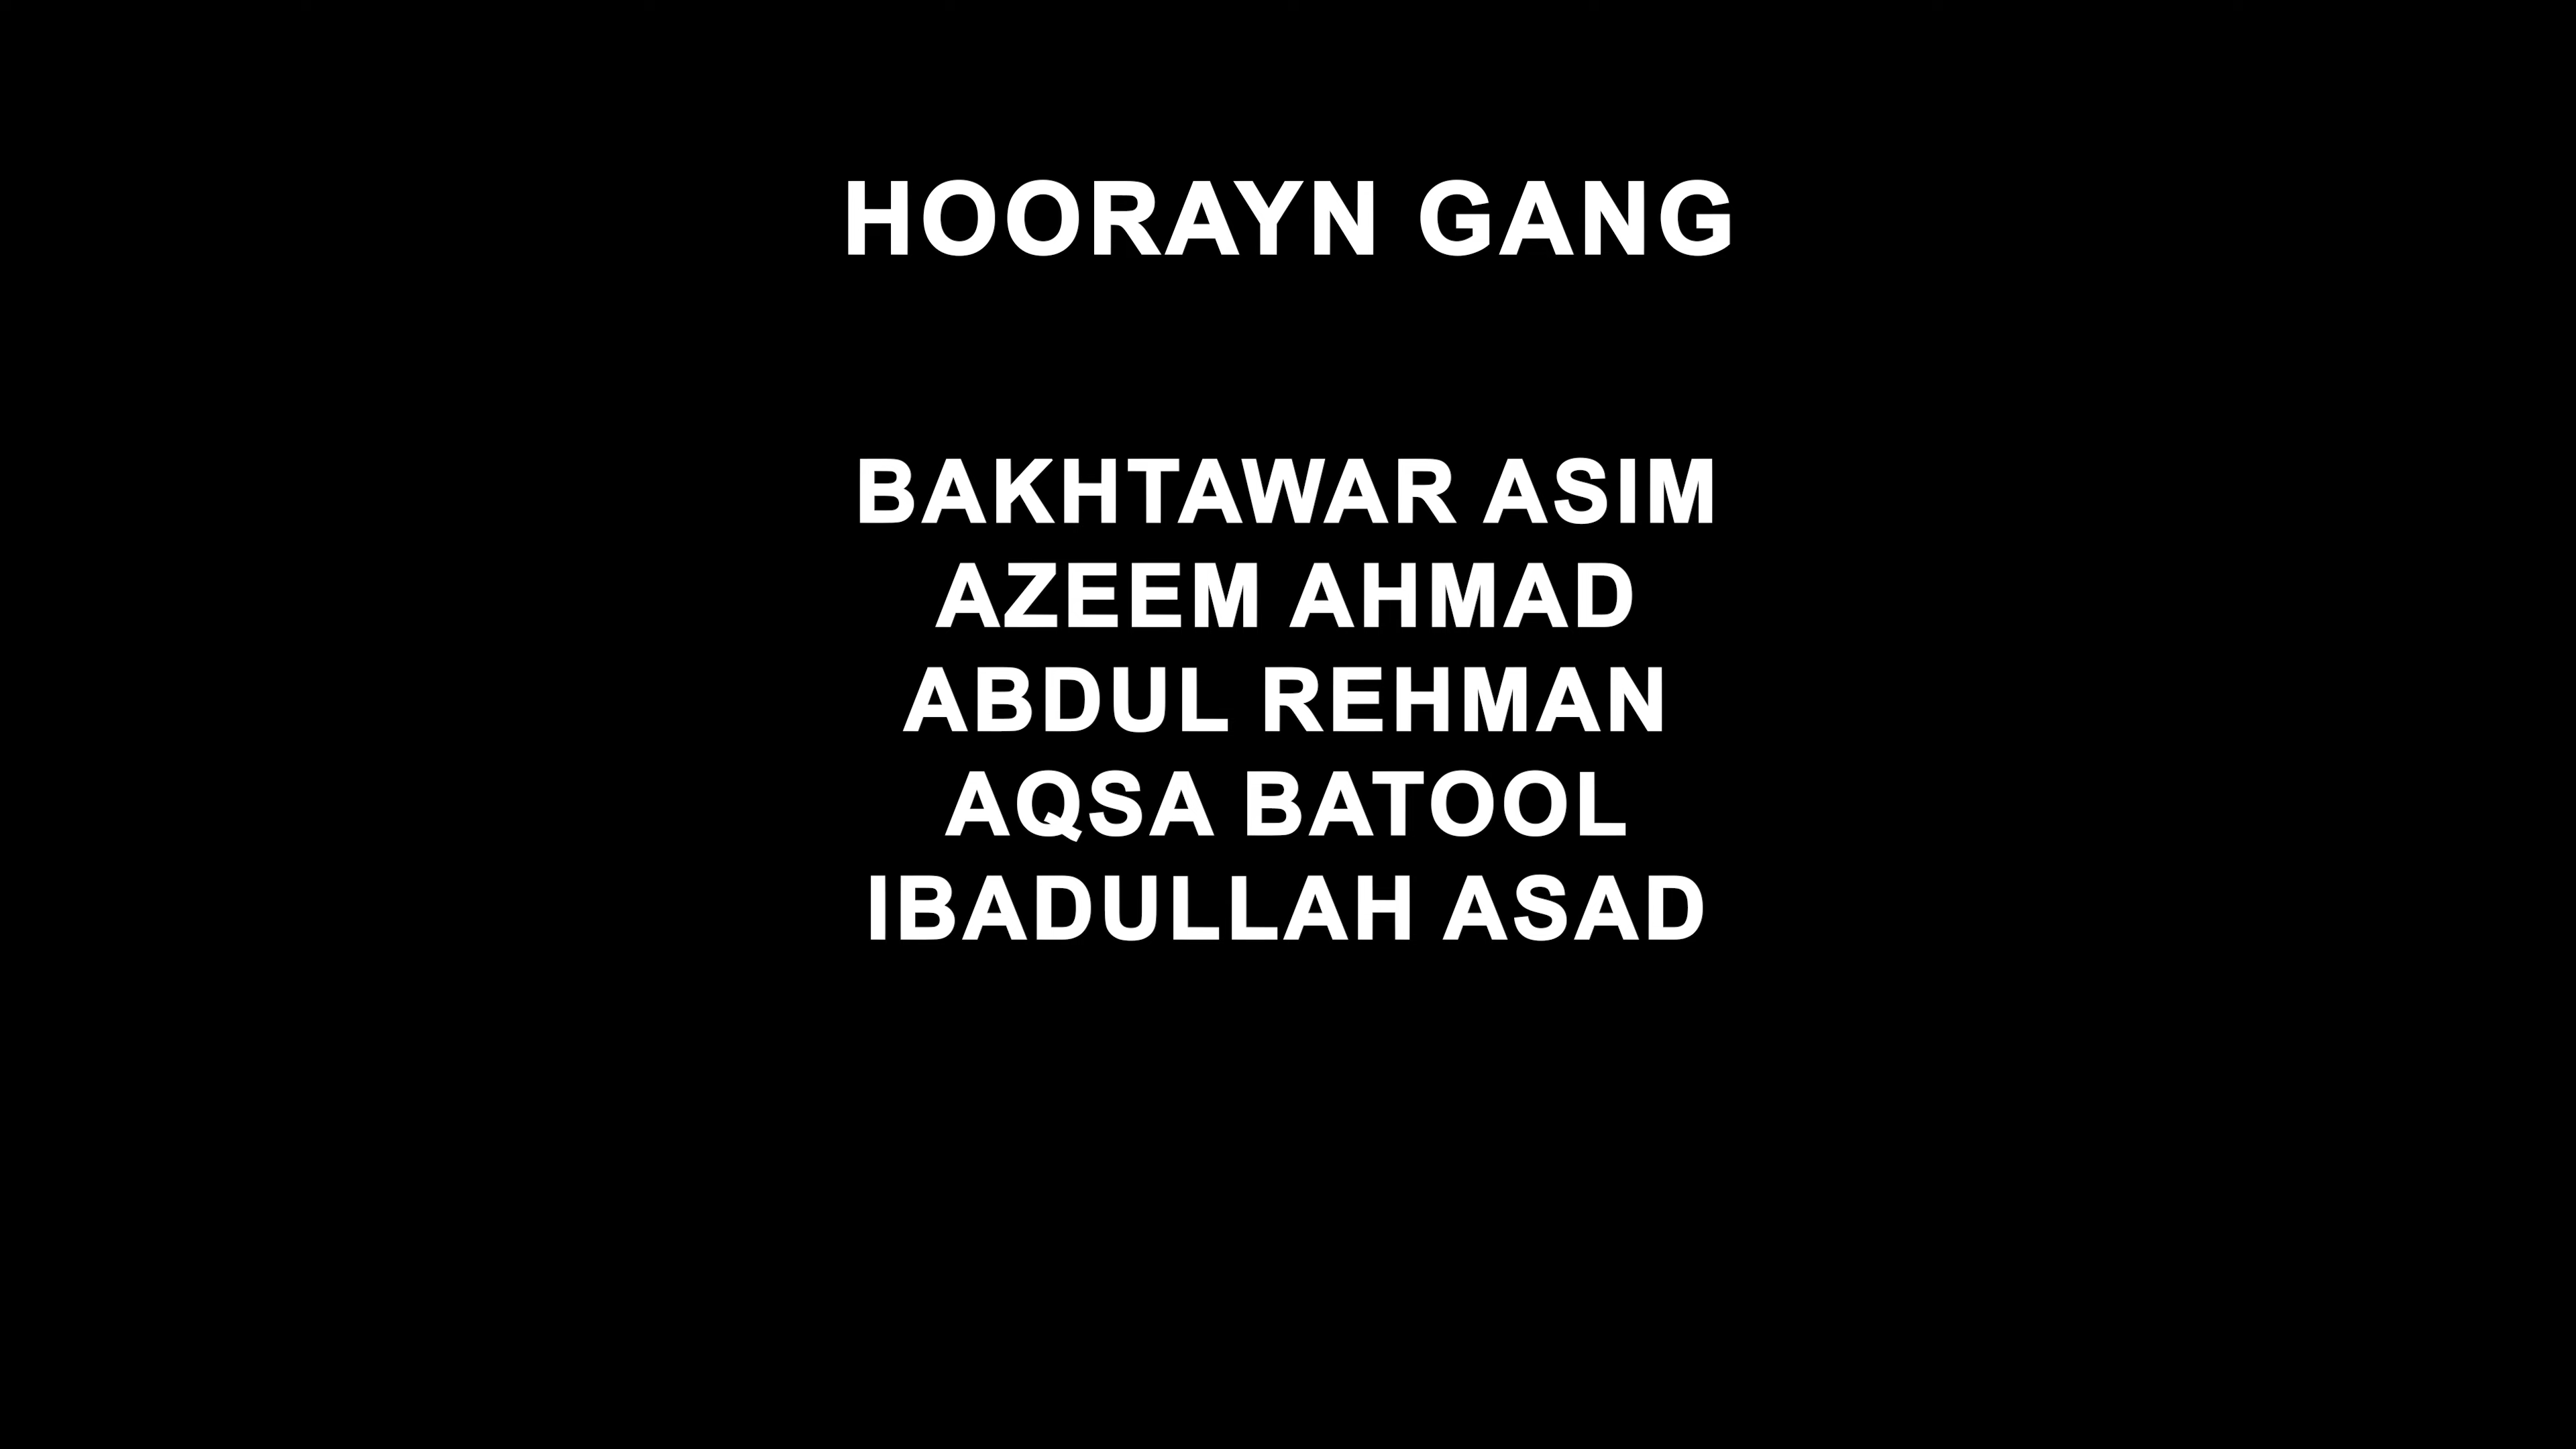 HOORAYN GANG
BAKHTAWAR ASIM
AZEEM AHMAD
ABDUL REHMAN
AQSA BATOOL
IBADULLAH ASAD